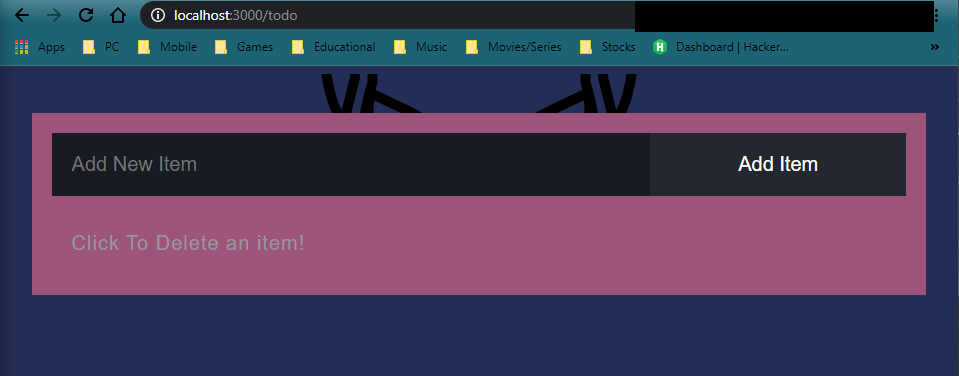 localhost:3000/todo
Apps PC Mobile Games Educational Music Movies/Series Stocks H Dashboard | Hacker... »
Add New Item Add Item
Click To Delete an item!